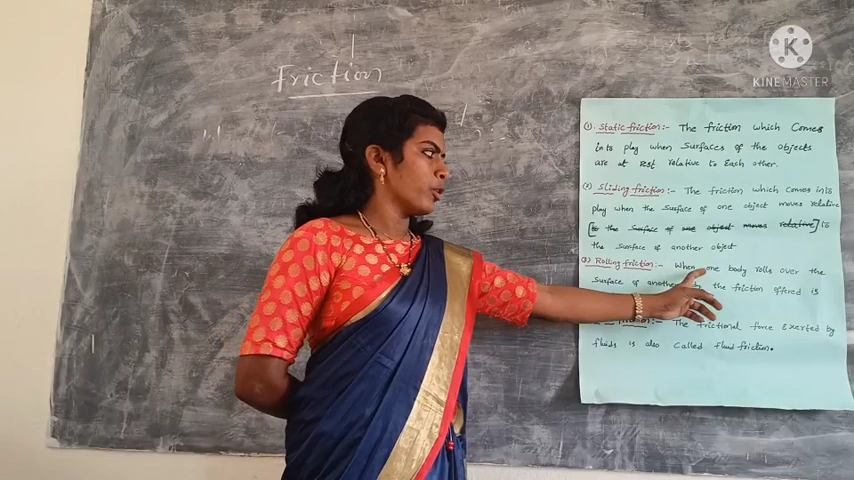 Friction
K
KINEMASTER
① Static friction:- The friction which Comes
into play when Surfaces of the objects
are at Rest Relative to Each other.
② Sliding friction:- The friction which Comes in to
play when the Surface of one object moves relative
to the Surface of one object moves relative to
the Surface of another object
③ Rolling friction:- when one body rolls over the
Surface of another the friction offered is
The frictional force Exerted by
fluids is also Called fluid friction.